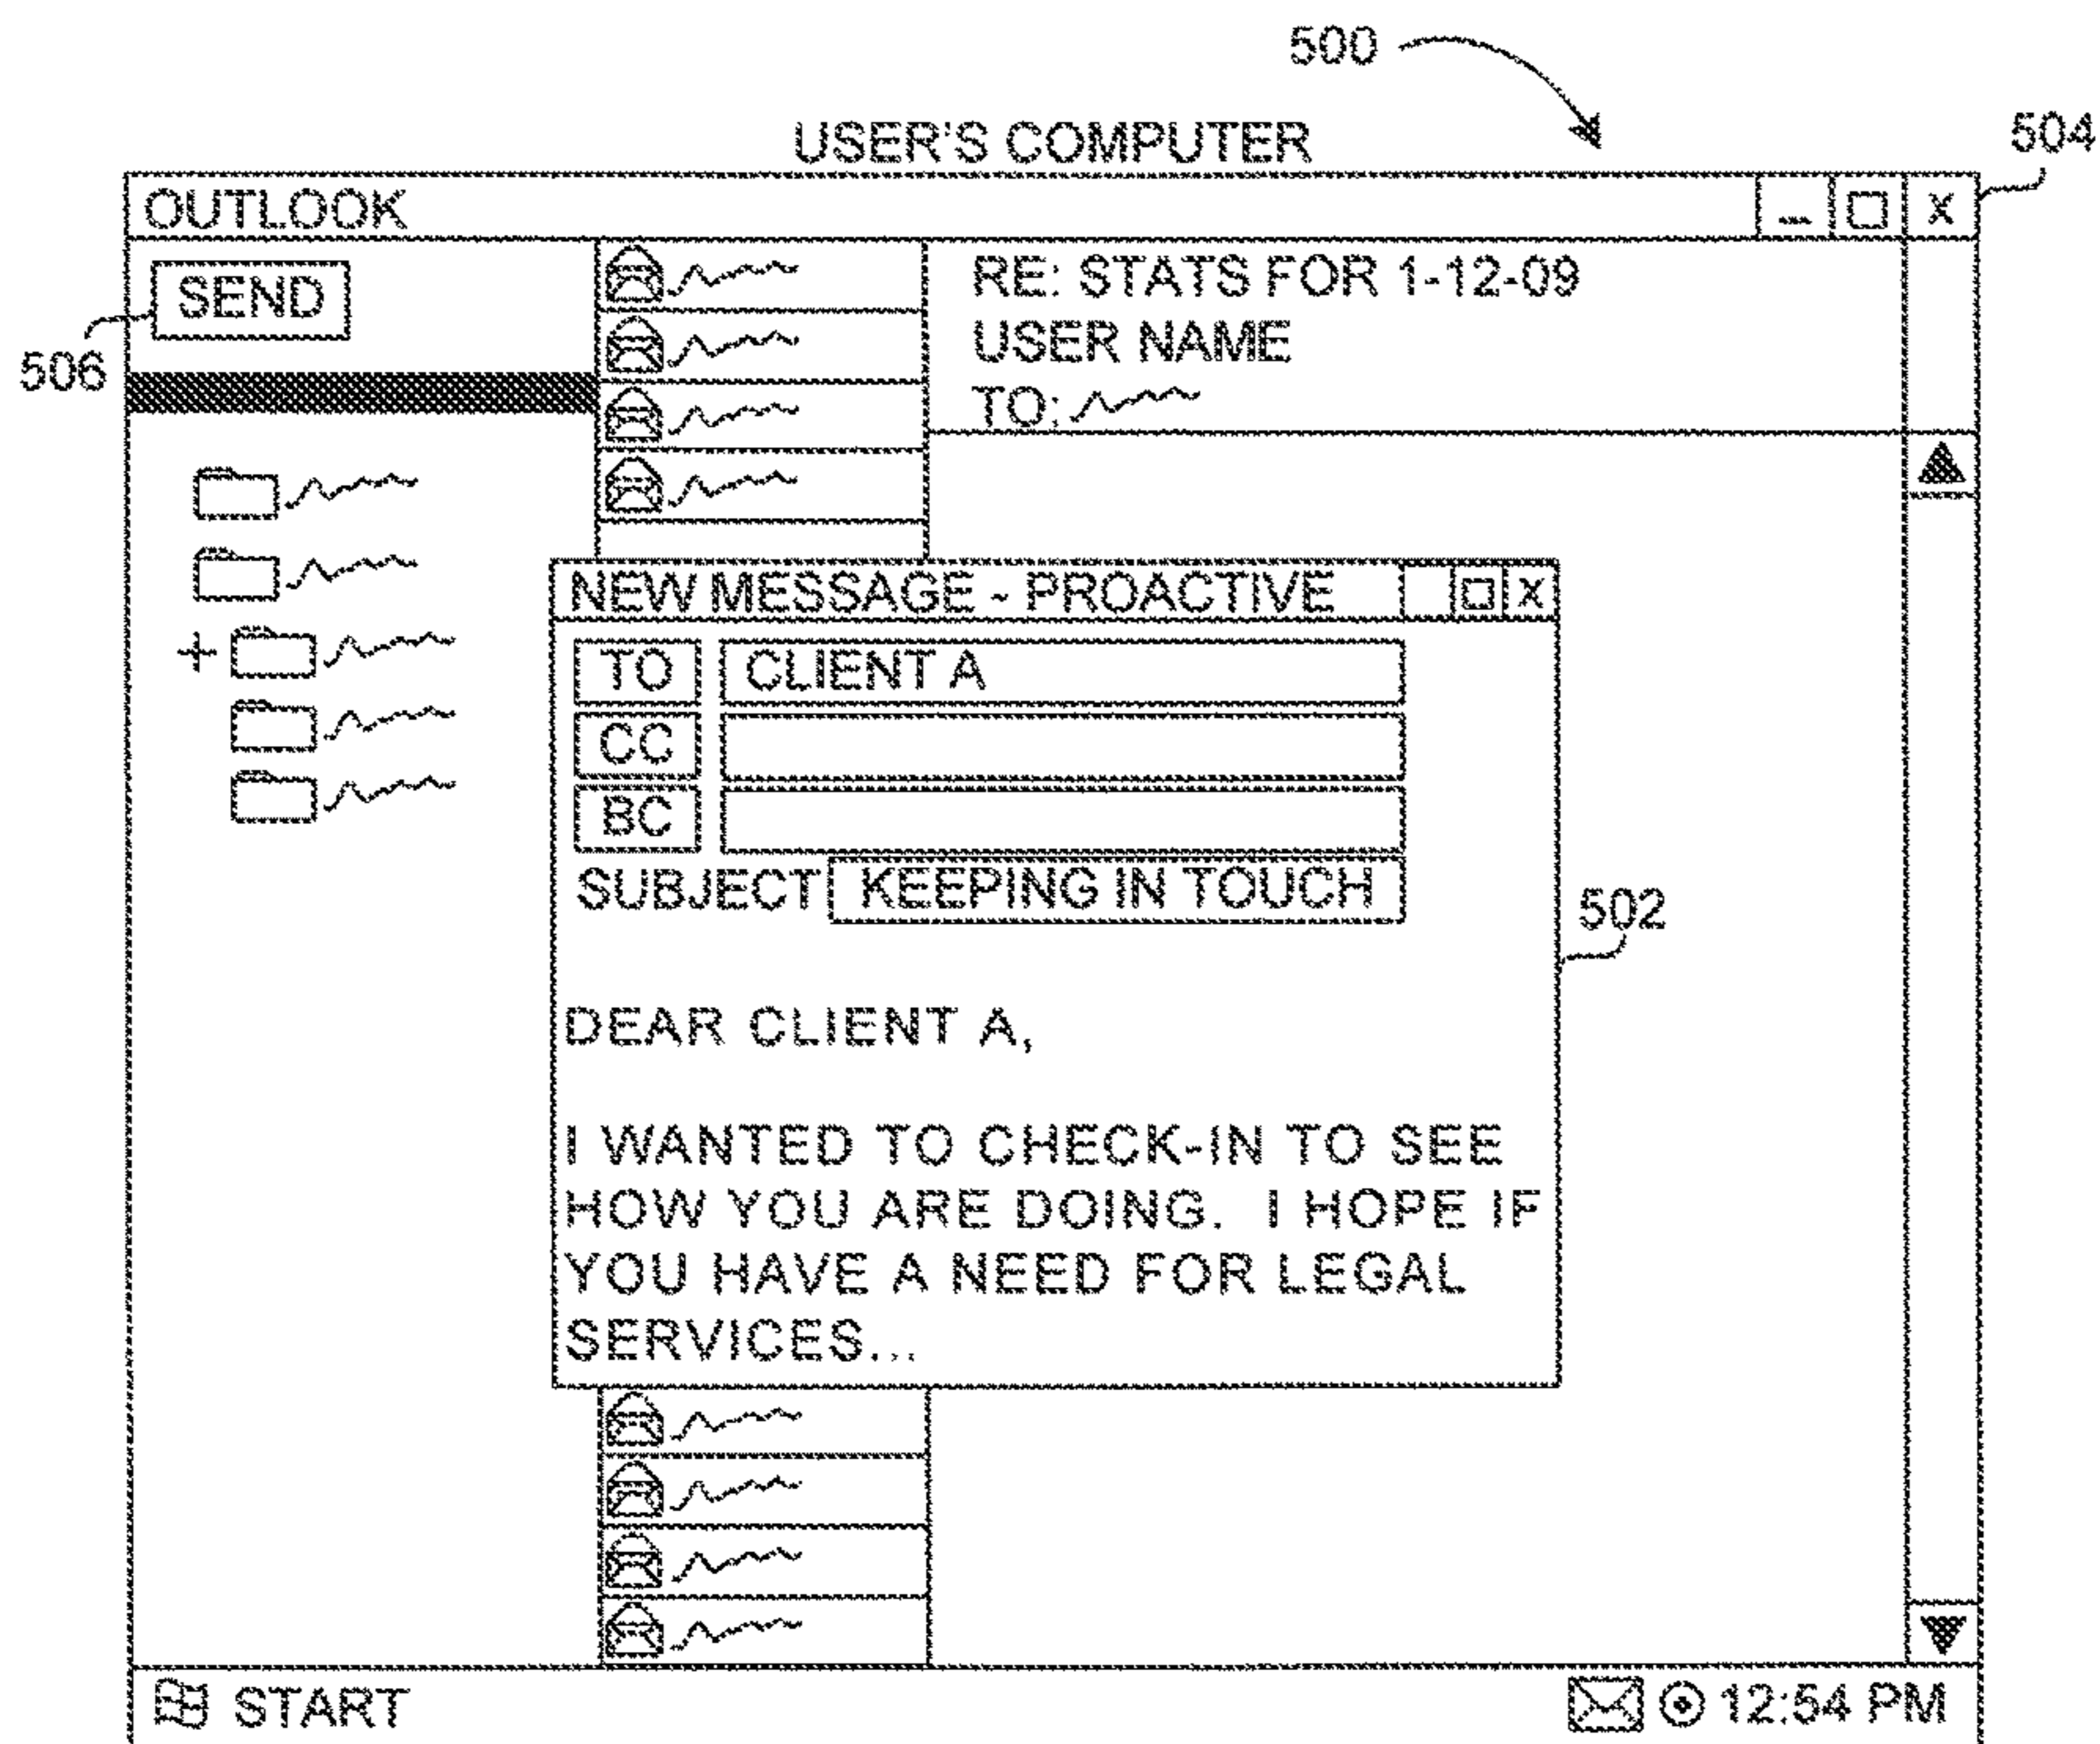 500
504
USER'S COMPUTER
OUTLOOK
X
SEND
506
RE: STATS FOR 1-12-09
USER NAME
TO:
NEW MESSAGE - PROACTIVE
X
TO CLIENT A
CC
BC
SUBJECT KEEPING IN TOUCH
502
DEAR CLIENT A,
I WANTED TO CHECK-IN TO SEE
HOW YOU ARE DOING. I HOPE IF
YOU HAVE A NEED FOR LEGAL
SERVICES...
START
12:54 PM